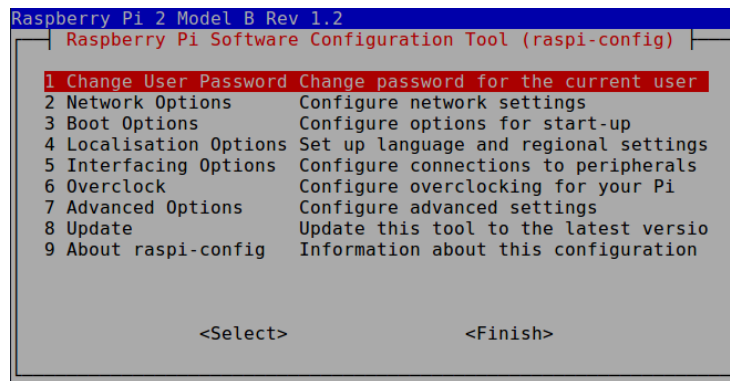 Raspberry Pi 2 Model B Rev 1.2
Raspberry Pi Software Configuration Tool (raspi-config)
1 Change User Password Change password for the current user
2 Network Options Configure network settings
3 Boot Options Configure options for start-up
4 Localisation Options Set up language and regional settings
5 Interfacing Options Configure connections to peripherals
6 Overclock Configure overclocking for your Pi
7 Advanced Options Configure advanced settings
8 Update Update this tool to the latest versio
9 About raspi-config Information about this configuration
<Select> <Finish>